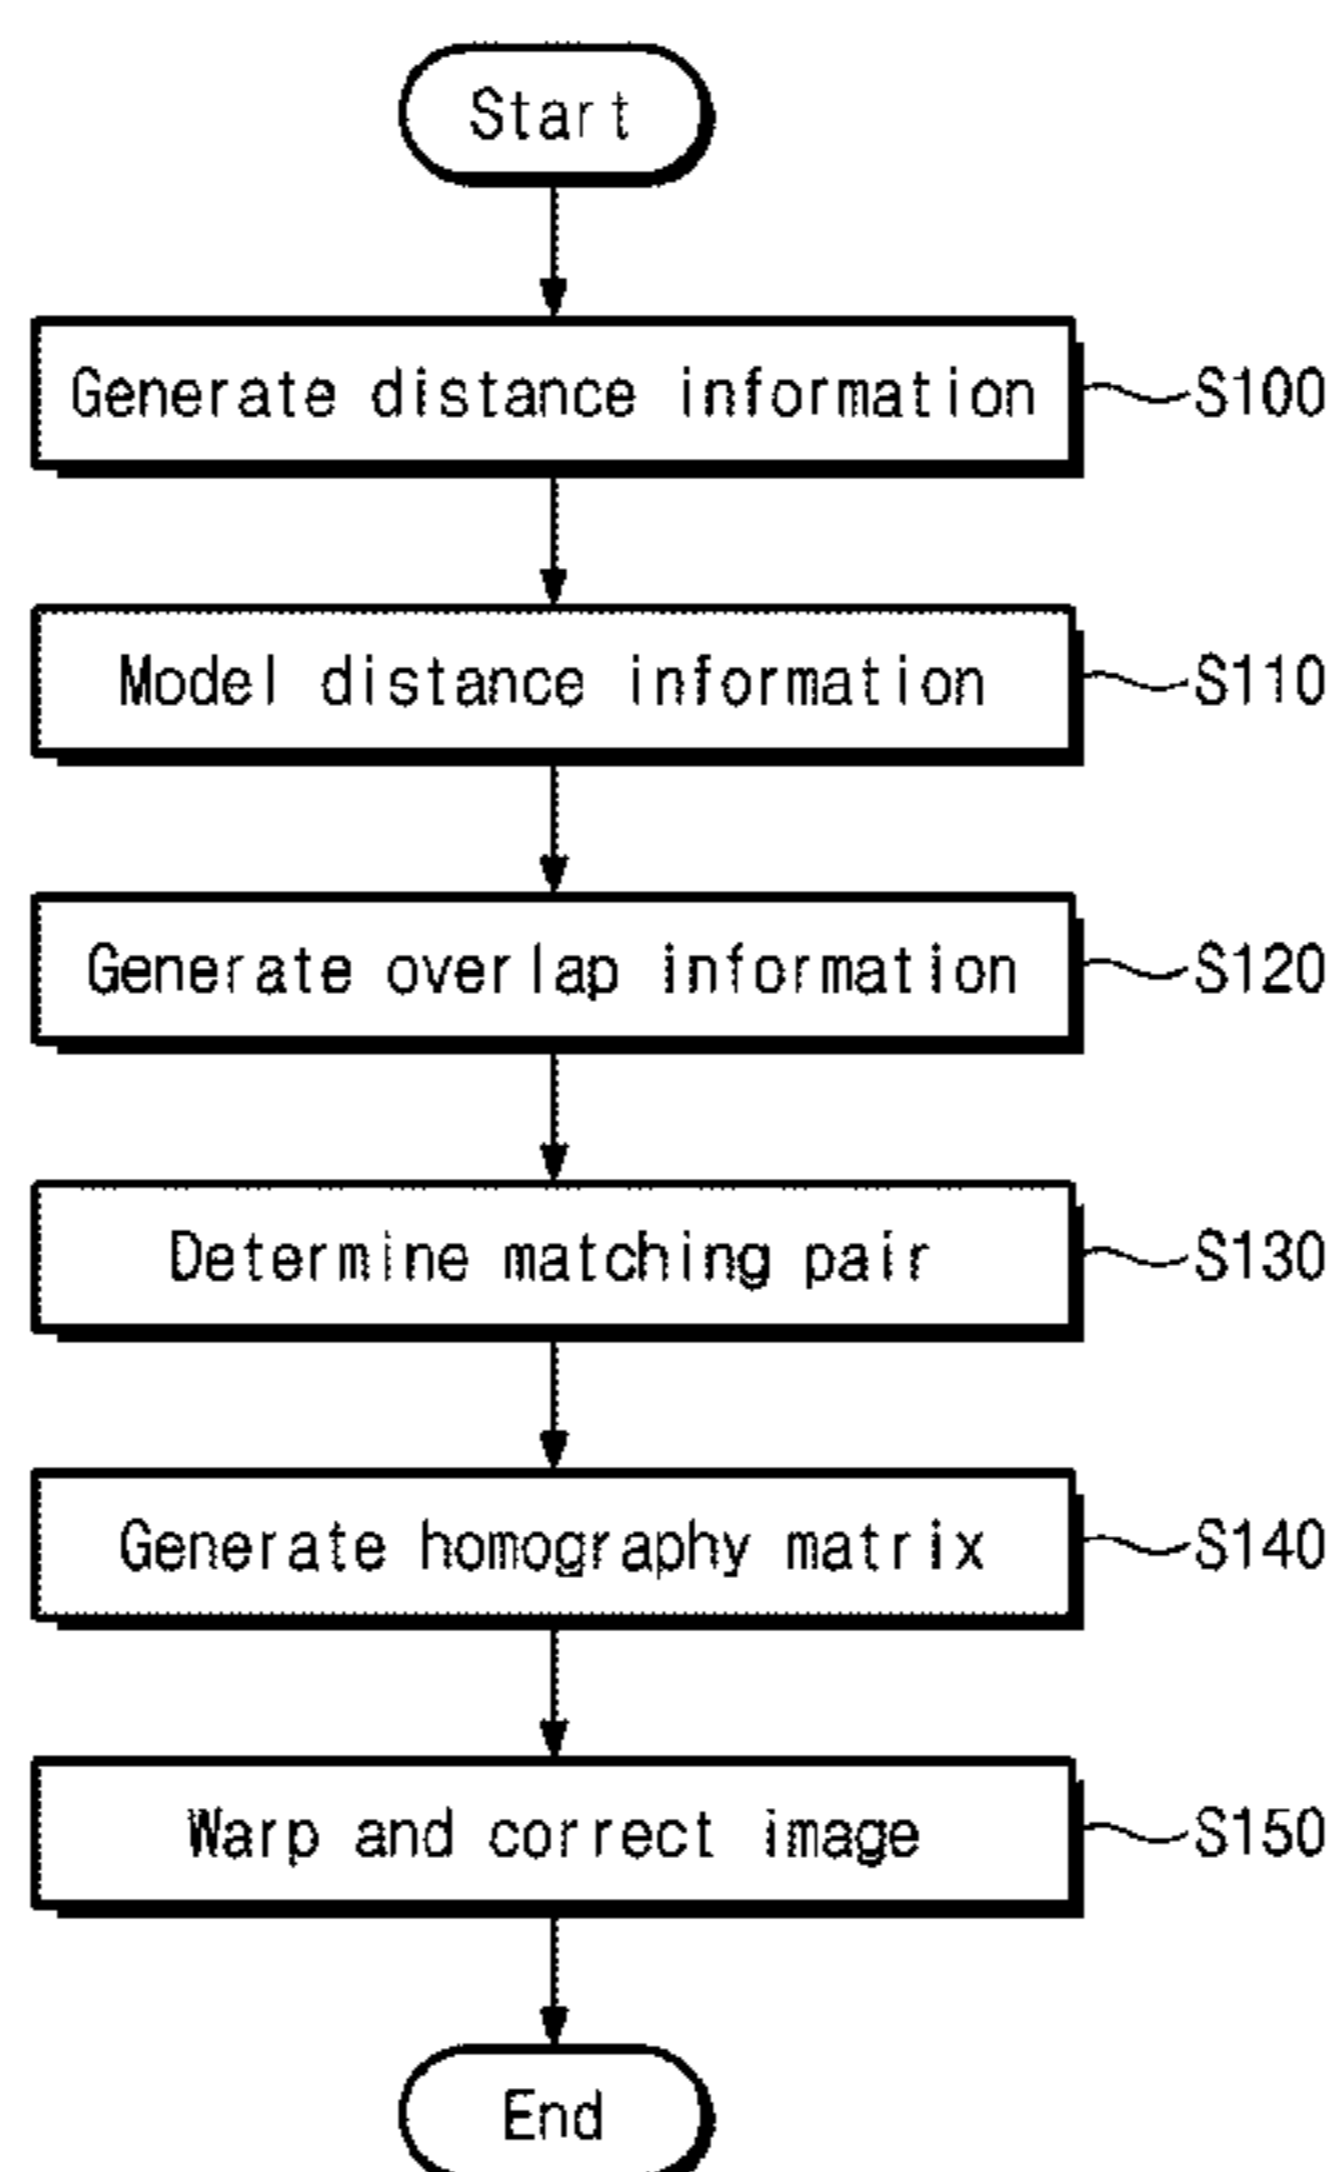 Start
Generate distance information
S100
Model distance information
S110
Generate overlap information
S120
Determine matching pair
S130
Generate homography matrix
S140
Warp and correct image
S150
End